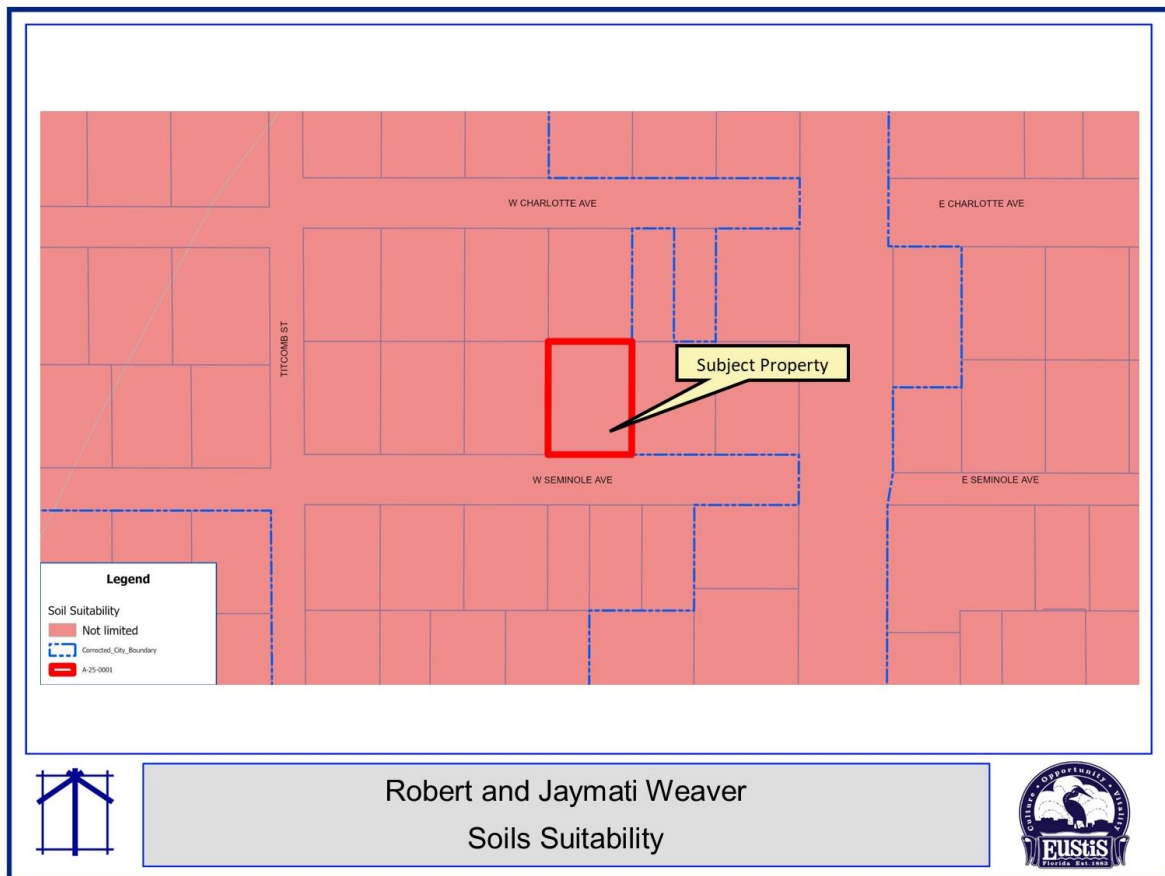 W CHARLOTTE AVE
E CHARLOTTE AVE
TITCOMB ST
Subject Property
W SEMINOLE AVE
E SEMINOLE AVE
Legend
Soil Suitability
Not limited
Corrected_City_Boundary
A-25-0001
Robert and Jaymati Weaver
Soils Suitability
Culture • Opportunity • Vitality
EUSTiS
Florida Est.1883